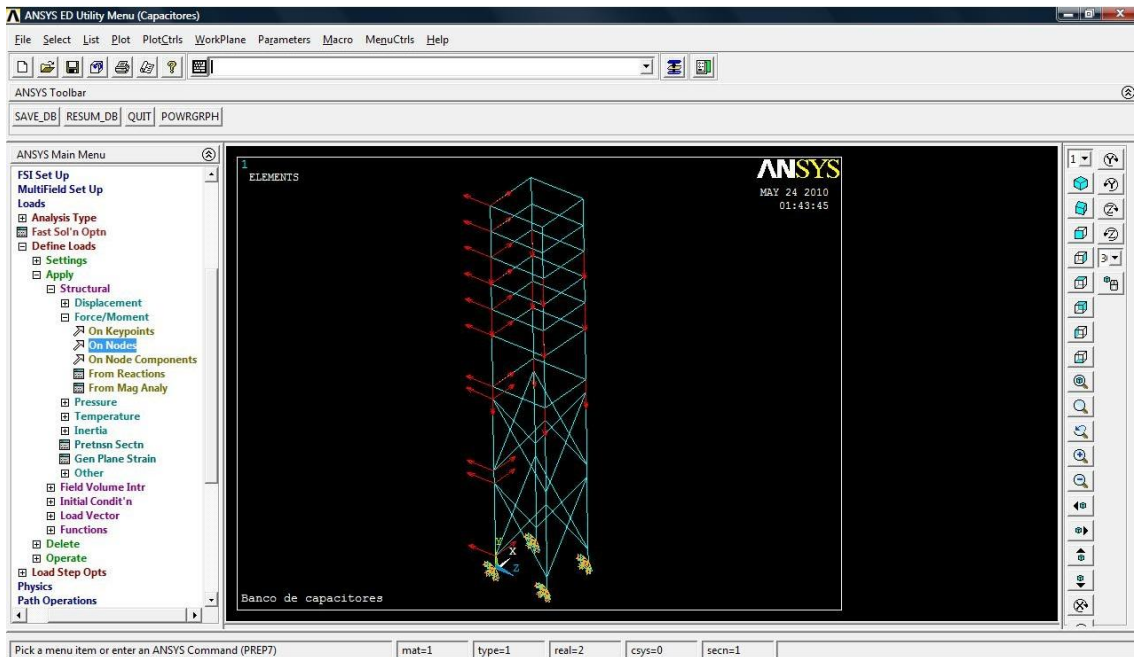 ANSYS ED Utility Menu (Capacitores)
File Select List Plot PlotCtrls WorkPlane Parameters Macro MenuCtrls Help
ANSYS Toolbar
SAVE_DB RESUM_DB QUIT POWRGRPH
ANSYS Main Menu
FSI Set Up
MultiField Set Up
Loads
Analysis Type
Fast Sol'n Optn
Define Loads
Settings
Apply
Structural
Displacement
Force/Moment
On Keypoints
On Nodes
On Node Components
From Reactions
From Mag Analy
Pressure
Temperature
Inertia
Pretnsn Sectn
Gen Plane Strain
Other
Field Volume Intr
Initial Condit'n
Load Vector
Functions
Delete
Operate
Load Step Opts
Physics
Path Operations
1
ELEMENTS
ANSYS
MAY 24 2010
01:43:45
Y
X
Z
Banco de capacitores
1
Pick a menu item or enter an ANSYS Command (PREP7) mat=1 type=1 real=2 csys=0 secn=1